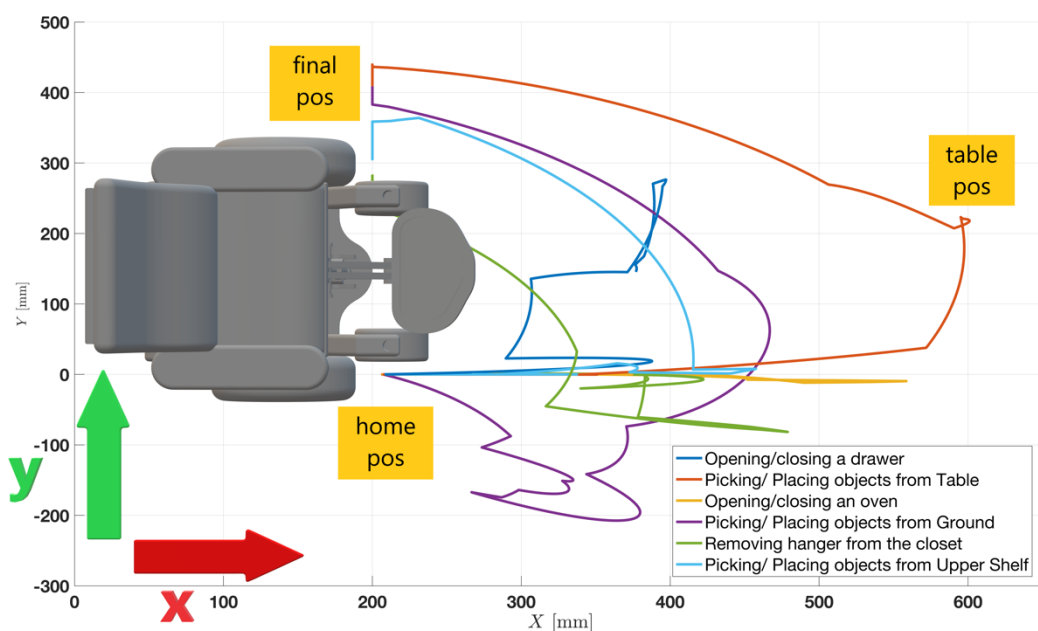 500
400
300
200
100
0
-100
-200
-300
Y [mm]
0
100
200
300
400
500
600
X [mm]
final
pos
table
pos
home
pos
y
x
Opening/closing a drawer
Picking/ Placing objects from Table
Opening/closing an oven
Picking/ Placing objects from Ground
Removing hanger from the closet
Picking/ Placing objects from Upper Shelf